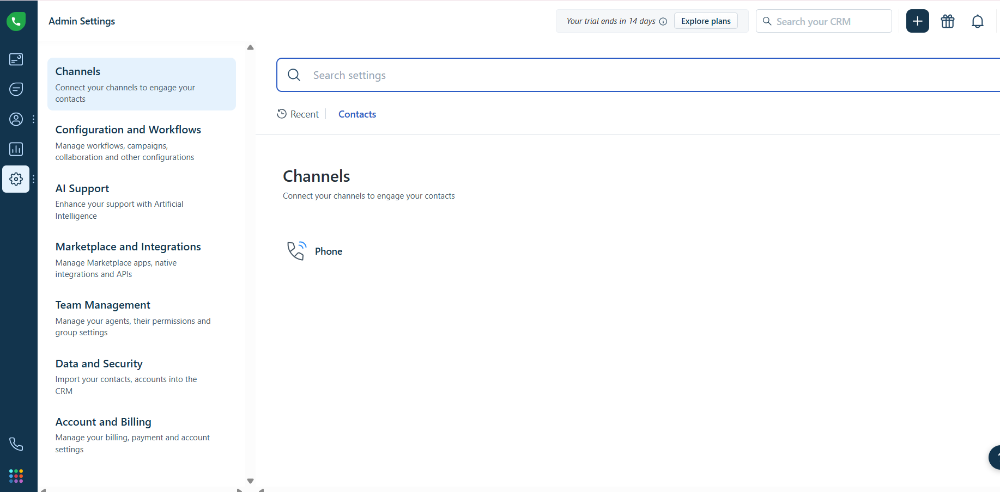 Admin Settings
Your trial ends in 14 days
Explore plans
Search your CRM
Channels
Connect your channels to engage your
contacts
Configuration and Workflows
Manage workflows, campaigns,
collaboration and other configurations
AI Support
Enhance your support with Artificial
Intelligence
Marketplace and Integrations
Manage Marketplace apps, native
integrations and APIs
Team Management
Manage your agents, their permissions and
group settings
Data and Security
Import your contacts, accounts into the
CRM
Account and Billing
Manage your billing, payment and account
settings
Search settings
Recent
Contacts
Channels
Connect your channels to engage your contacts
Phone